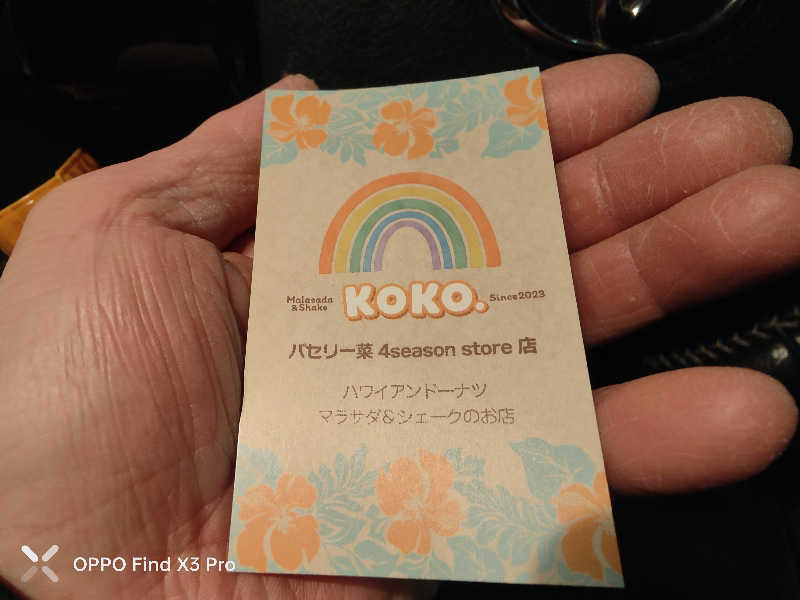 Malasada
&Shake
KOKO.
Since2023
パセリー菜 4season store 店
ハワイアンドーナツ
マラサダ&シェークのお店
OPPO Find X3 Pro